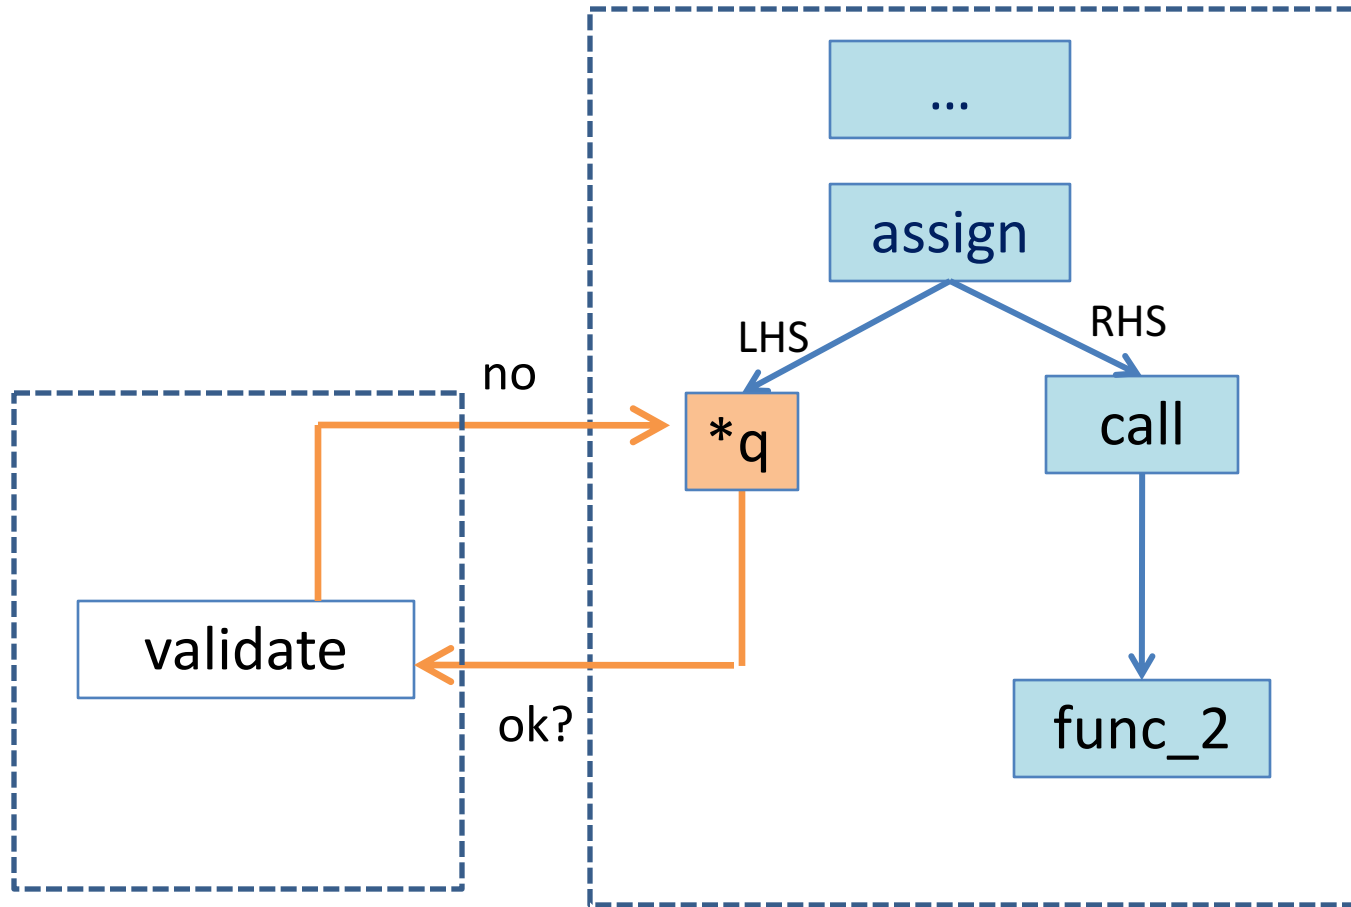 ...
assign
LHS
RHS
no
*q
call
validate
ok?
func_2